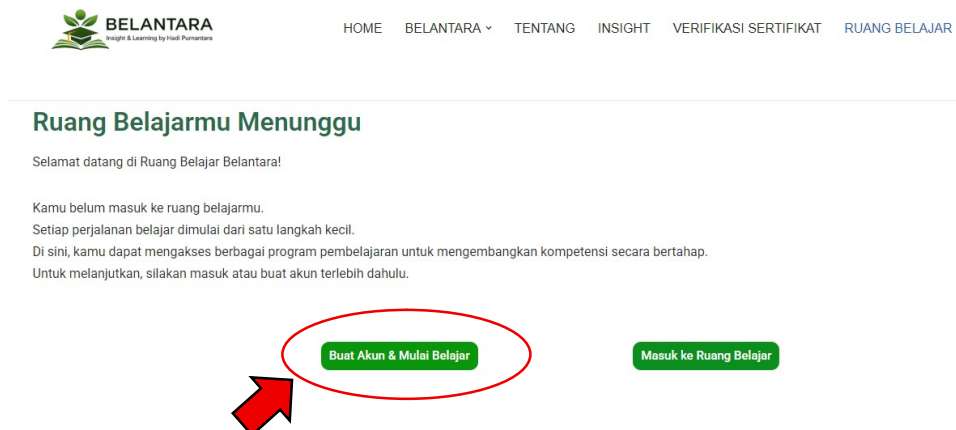 BELANTARA
Insight & Learning by Hadi Purnantara
HOME BELANTARA TENTANG INSIGHT VERIFIKASI SERTIFIKAT RUANG BELAJAR
Ruang Belajarmu Menunggu
Selamat datang di Ruang Belajar Belantara!
Kamu belum masuk ke ruang belajarmu.
Setiap perjalanan belajar dimulai dari satu langkah kecil.
Di sini, kamu dapat mengakses berbagai program pembelajaran untuk mengembangkan kompetensi secara bertahap.
Untuk melanjutkan, silakan masuk atau buat akun terlebih dahulu.
Buat Akun & Mulai Belajar
Masuk ke Ruang Belajar